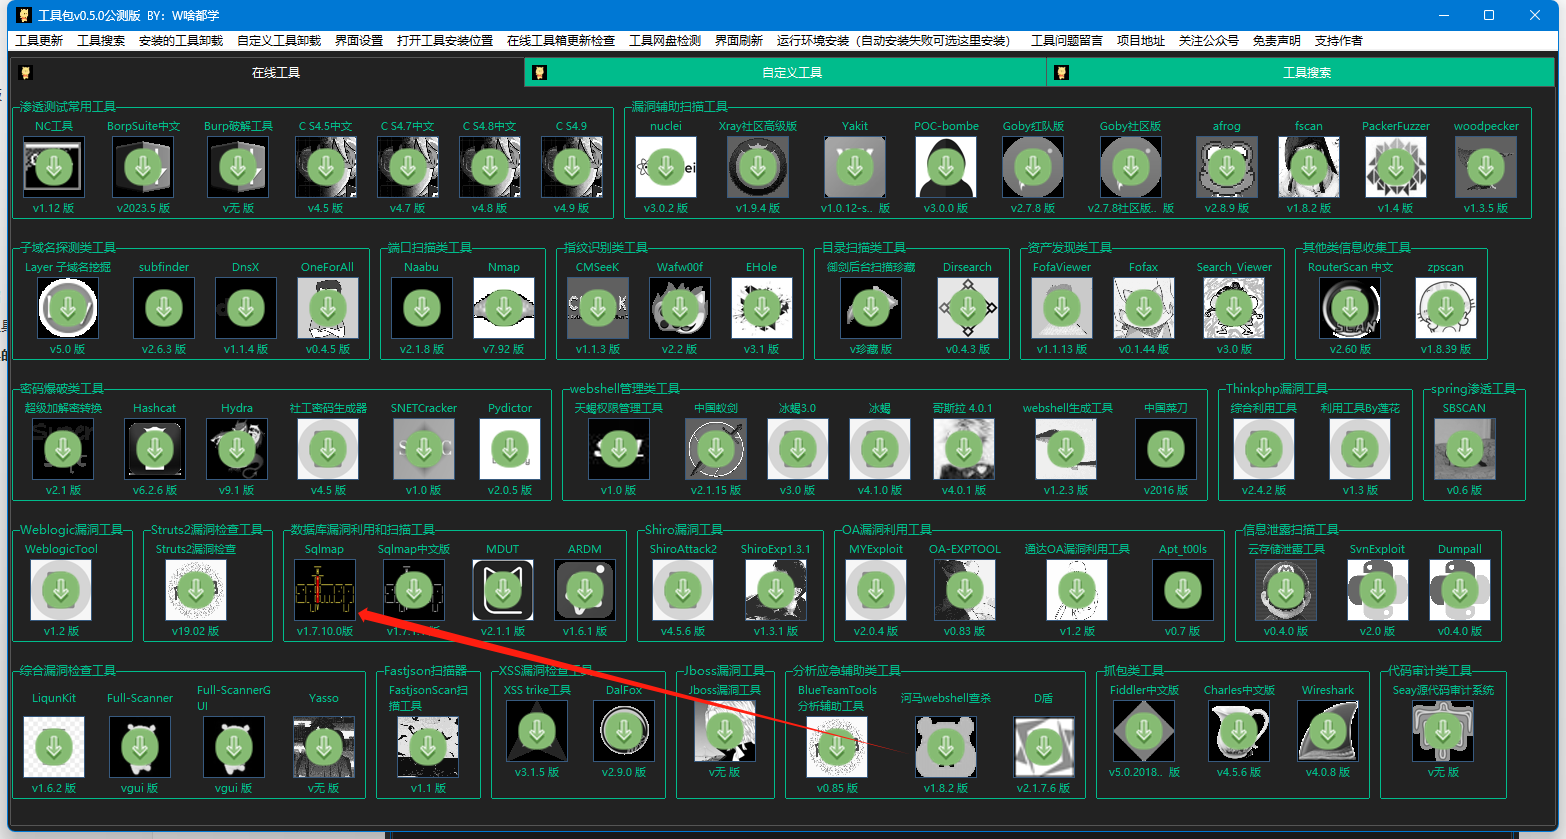 工具包v0.5.0公测版 BY：W啥都学
工具更新 工具搜索 安装的工具卸载 自定义工具卸载 界面设置 打开工具安装位置 在线工具箱更新检查 工具网盘检测 界面刷新 运行环境安装（自动安装失败可选这里安装） 工具问题留言 项目地址 关注公众号 免责声明 支持作者
在线工具 自定义工具 工具搜索
渗透测试常用工具 漏洞辅助扫描工具
NC工具 BorpSuite中文 Burp破解工具 C S4.5中文 C S4.7中文 C S4.8中文 C S4.9 nuclei Xray社区高级版 Yakit POC-bombe Goby红队版 Goby社区版 afrog fscan PackerFuzzer woodpecker
v1.12 版 v2023.5 版 v无 版 v4.5 版 v4.7 版 v4.8 版 v4.9 版 v3.0.2 版 v1.9.4 版 v1.0.12-s.. 版 v3.0.0 版 v2.7.8 版 v2.7.8社区版.. 版 v2.8.9 版 v1.8.2 版 v1.4 版 v1.3.5 版
子域名探测类工具 端口扫描类工具 指纹识别类工具 目录扫描类工具 资产发现类工具 其他类信息收集工具
Layer 子域名挖掘 subfinder DnsX OneForAll Naabu Nmap CMSeeK Wafw00f EHole 御剑后台扫描珍藏 Dirsearch FofaViewer Fofax Search_Viewer RouterScan 中文 zpscan
v5.0 版 v2.6.3 版 v1.1.4 版 v0.4.5 版 v2.1.8 版 v7.92 版 v1.1.3 版 v2.2 版 v3.1 版 v珍藏 版 v0.4.3 版 v1.1.13 版 v0.1.44 版 v3.0 版 v2.60 版 v1.8.39 版
密码爆破类工具 webshell管理类工具 Thinkphp漏洞工具 spring渗透工具
超级加解密转换 Hashcat Hydra 社工密码生成器 SNETCracker Pydictor 天蝎权限管理工具 中国蚁剑 冰蝎3.0 冰蝎 哥斯拉 4.0.1 webshell生成工具 中国菜刀 综合利用工具 利用工具By莲花 SBSCAN
v2.1 版 v6.2.6 版 v9.1 版 v4.5 版 v1.0 版 v2.0.5 版 v1.0 版 v2.1.15 版 v3.0 版 v4.1.0 版 v4.0.1 版 v1.2.3 版 v2016 版 v2.4.2 版 v1.3 版 v0.6 版
Weblogic漏洞工具 Struts2漏洞检查工具 数据库漏洞利用和扫描工具 Shiro漏洞工具 OA漏洞利用工具 信息泄露扫描工具
WeblogicTool Struts2漏洞检查 Sqlmap Sqlmap中文版 MDUT ARDM ShiroAttack2 ShiroExp1.3.1 MYExploit OA-EXPTOOL 通达OA漏洞利用工具 Apt_t00ls 云存储泄露工具 SvnExploit Dumpall
v1.2 版 v19.02 版 v1.7.10.0版 版 v2.1.1 版 v1.6.1 版 v4.5.6 版 v1.3.1 版 v2.0.4 版 v0.83 版 v1.2 版 v0.7 版 v0.4.0 版 v2.0 版 v0.4.0 版
综合漏洞检查工具 Fastjson扫描器 XSS漏洞检查工具 Jboss漏洞工具 分析应急辅助类工具 抓包类工具 代码审计类工具
LiqunKit Full-Scanner Full-ScannerG
UI Yasso FastjsonScan扫
描工具 XSS trike工具 DalFox Jboss漏洞工具 BlueTeamTools
分析辅助工具 河马webshell查杀 D盾 Fiddler中文版 Charles中文版 Wireshark Seay源代码审计系统
v1.6.2 版 vgui 版 vgui 版 v无 版 v1.1 版 v3.1.5 版 v2.9.0 版 v无 版 v0.85 版 v1.8.2 版 v2.1.7.6 版 v5.0.2018.. 版 v4.5.6 版 v4.0.8 版 v无 版